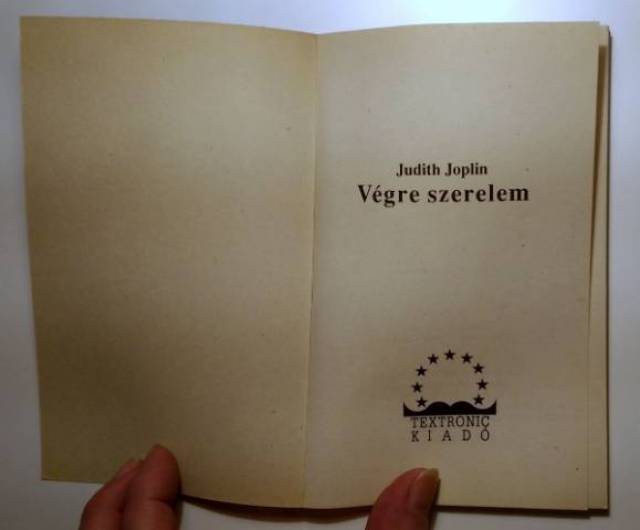 Judith Joplin
Végre szerelem
TEXTRONIC
KIADÓ